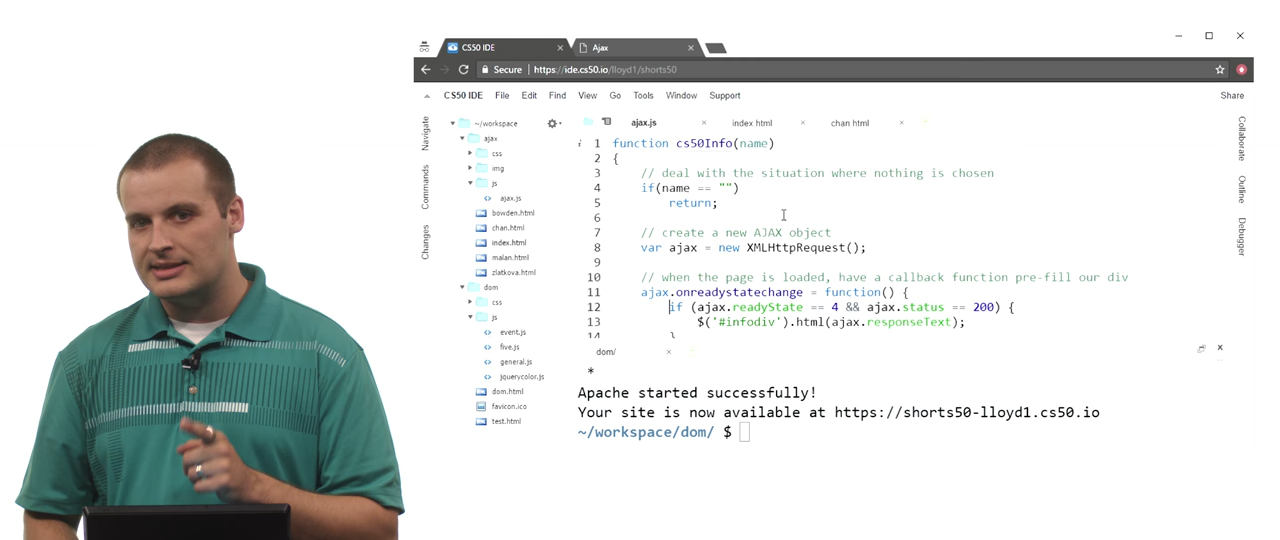 CS50 IDE
Ajax
Secure
https://ide.cs50.io/lloyd1/shorts50
CS50 IDE File Edit Find View Go Tools Window Support Share
Navigate
Commands
Changes
~/workspace
ajax
css
img
js
ajax.js
bowden.html
chan.html
index.html
malan.html
zlatkova.html
dom
css
js
event.js
five.js
general.js
jquerycolor.js
dom.html
favicon.ico
test.html
ajax.js index html chan html
1 function cs50Info(name)
2 {
3 // deal with the situation where nothing is chosen
4 if(name == "")
5 return;
6
7 // create a new AJAX object
8 var ajax = new XMLHttpRequest();
9
10 // when the page is loaded, have a callback function pre-fill our div
11 ajax.onreadystatechange = function() {
12 if (ajax.readyState == 4 && ajax.status == 200) {
13 $('#infodiv').html(ajax.responseText);
14 }
dom/
*
Apache started successfully!
Your site is now available at https://shorts50-lloyd1.cs50.io
~/workspace/dom/ $
Collaborate
Outline
Debugger